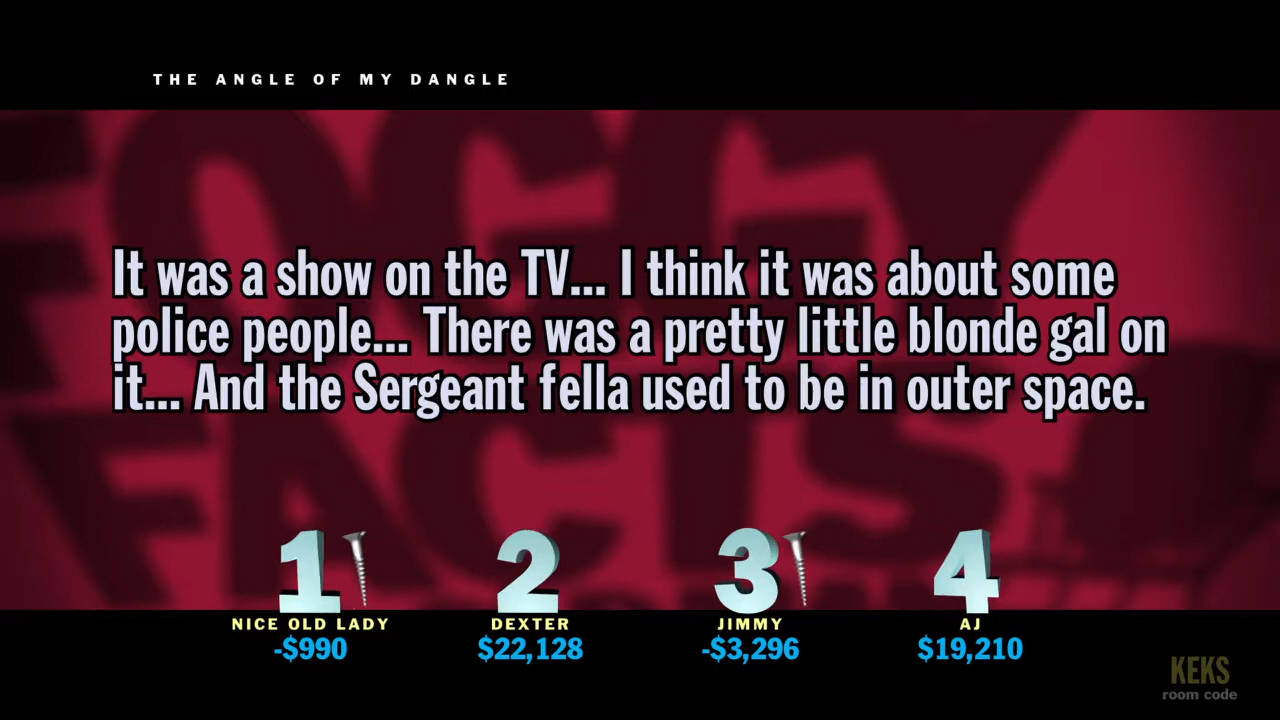 THE ANGLE OF MY DANGLE
FOGGY
FACTS
It was a show on the TV... I think it was about some
police people... There was a pretty little blonde gal on
it... And the Sergeant fella used to be in outer space.
1 2 3 4
NICE OLD LADY DEXTER JIMMY AJ
-$990 $22,128 -$3,296 $19,210
KEKS
room code